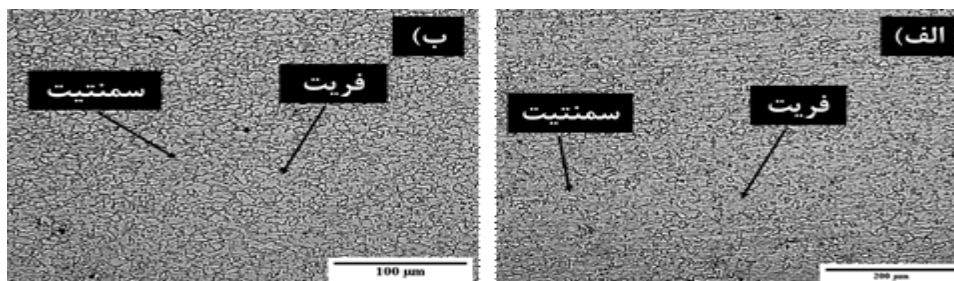 الف)
فریت
سمنتیت
200 µm
ب)
فریت
سمنتیت
100 µm